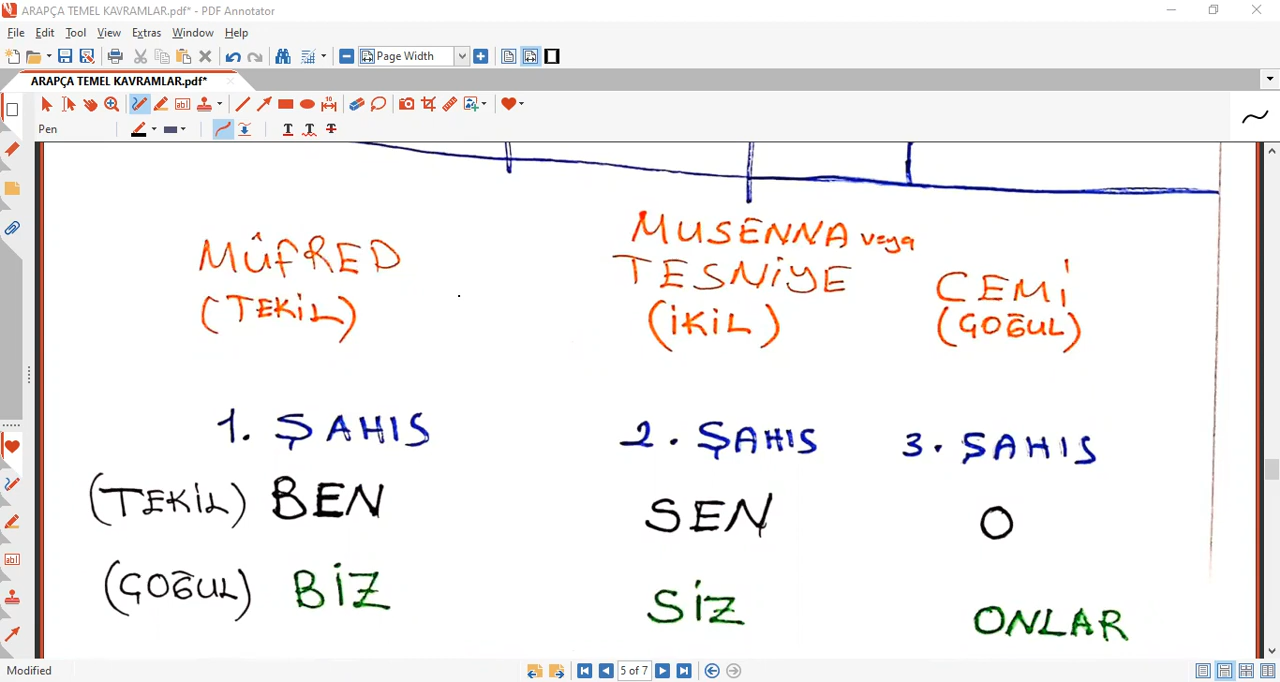 ARAPÇA TEMEL KAVRAMLAR.pdf* - PDF Annotator
File Edit Tool View Extras Window Help
Page Width
ARAPÇA TEMEL KAVRAMLAR.pdf*
Pen
MÛFRED
(TEKİL)
MUSENNA veya
TESNİYE
(İKİL)
CEMİ
(ÇOĞUL)
1. ŞAHIS 2. ŞAHIS 3. ŞAHIS
(TEKİL) BEN SEN O
(ÇOĞUL) BİZ SİZ ONLAR
Modified 5 of 7